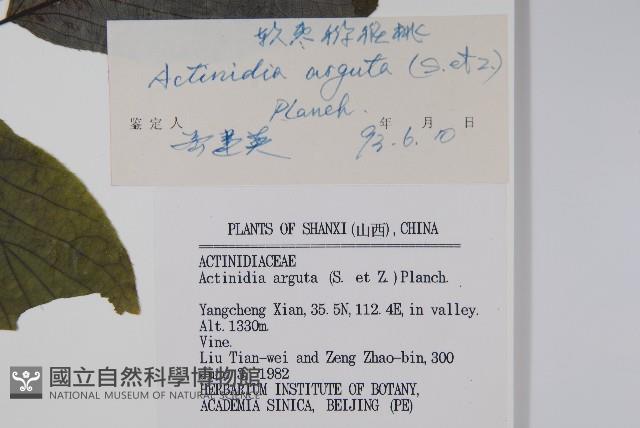 软枣猕猴桃
Actinidia arguta (S. et Z.)
Planch.
鉴定人 年 月 日
93.6.10
PLANTS OF SHANXI (山西), CHINA
ACTINIDIACEAE
Actinidia arguta (S. et Z.) Planch.
Yangcheng Xian, 35.5N, 112.4E, in valley.
Alt. 1330m
Vine.
Liu Tian-wei and Zeng Zhao-bin, 300
1982
HERBARIUM INSTITUTE OF BOTANY,
ACADEMIA SINICA, BEIJING (PE)
國立自然科學博物館
NATIONAL MUSEUM OF NATURAL SCIENCE